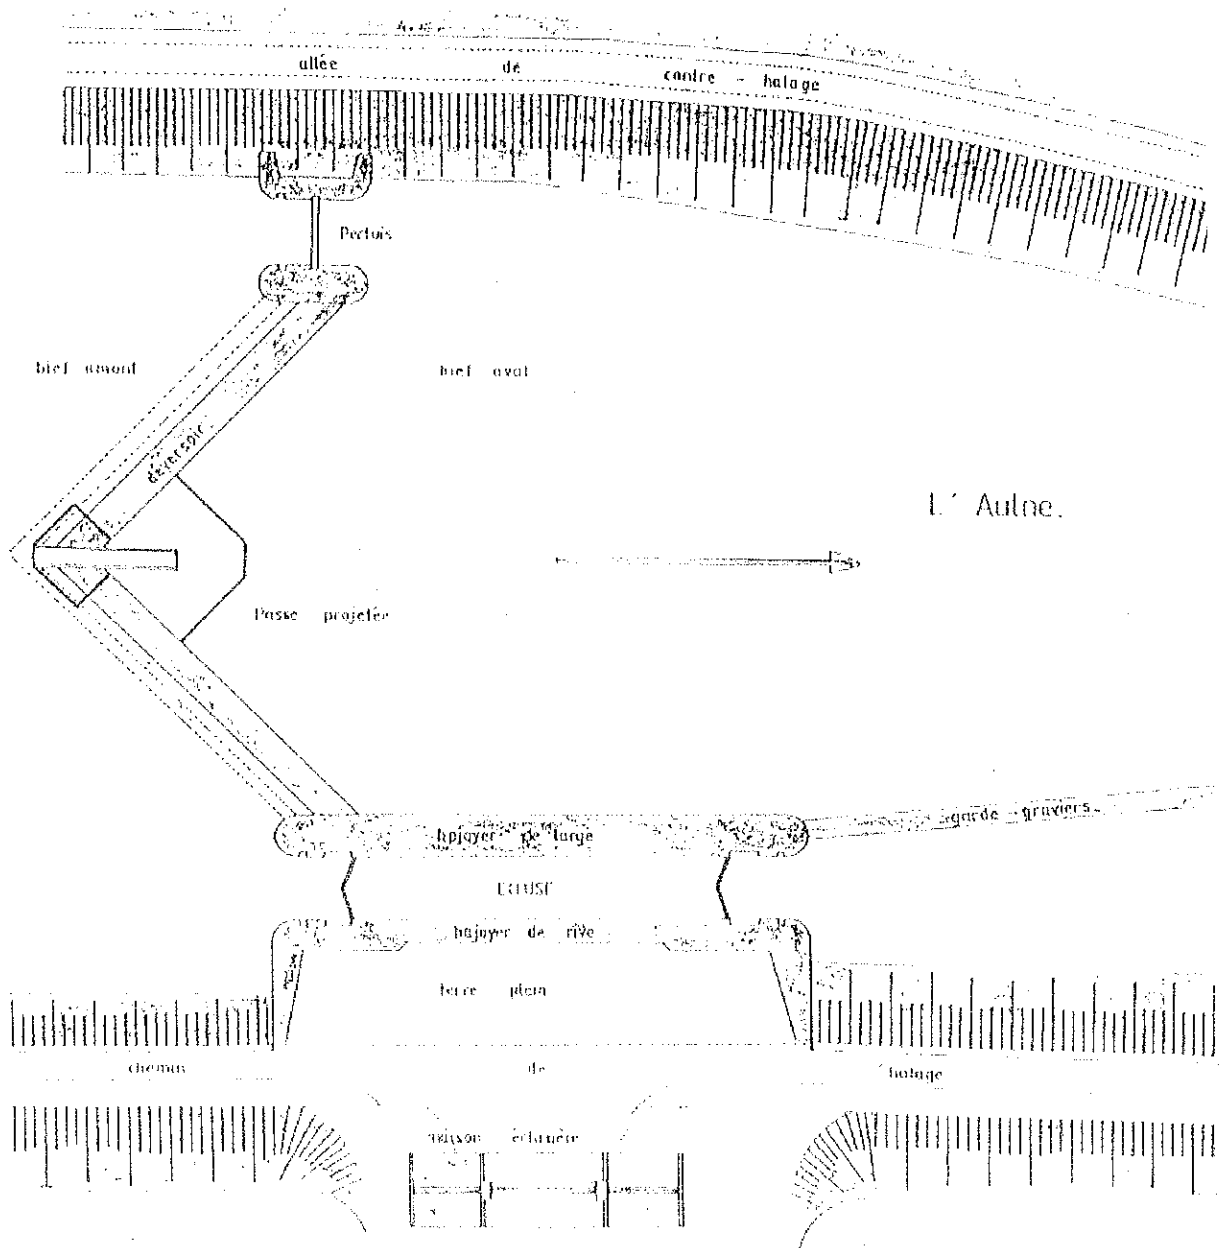 allée de contre - halage
Pertuis
bief amont
bief aval
déversoir.
L' Aulne.
Passe projetée
garde - graviers
bajoyer de large
ECLUSE
bajoyer de rive
terre plein
chemin de halage
maison éclusière